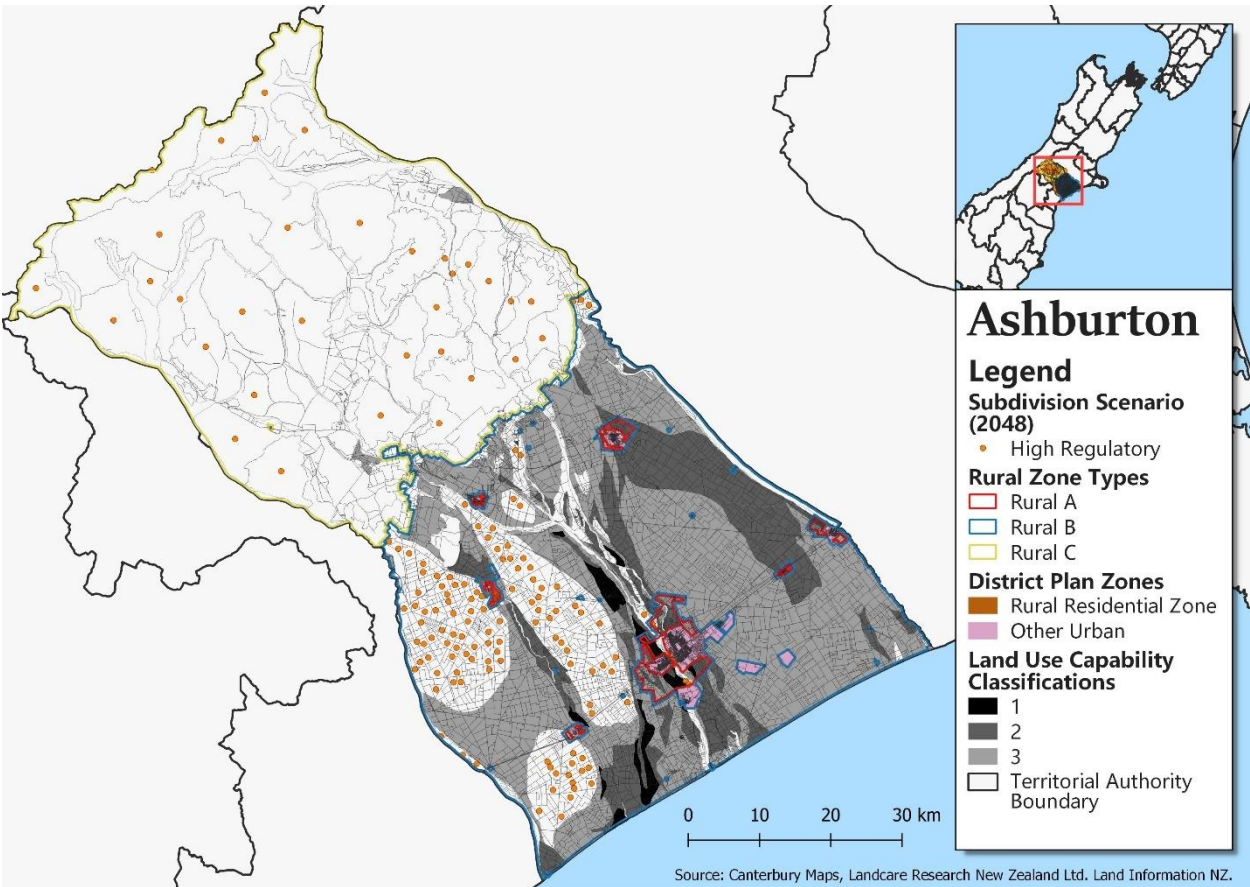 Ashburton
Legend
Subdivision Scenario
(2048)
High Regulatory
Rural Zone Types
Rural A
Rural B
Rural C
District Plan Zones
Rural Residential Zone
Other Urban
Land Use Capability
Classifications
1
2
3
Territorial Authority
Boundary
0 10 20 30 km
Source: Canterbury Maps, Landcare Research New Zealand Ltd. Land Information NZ.